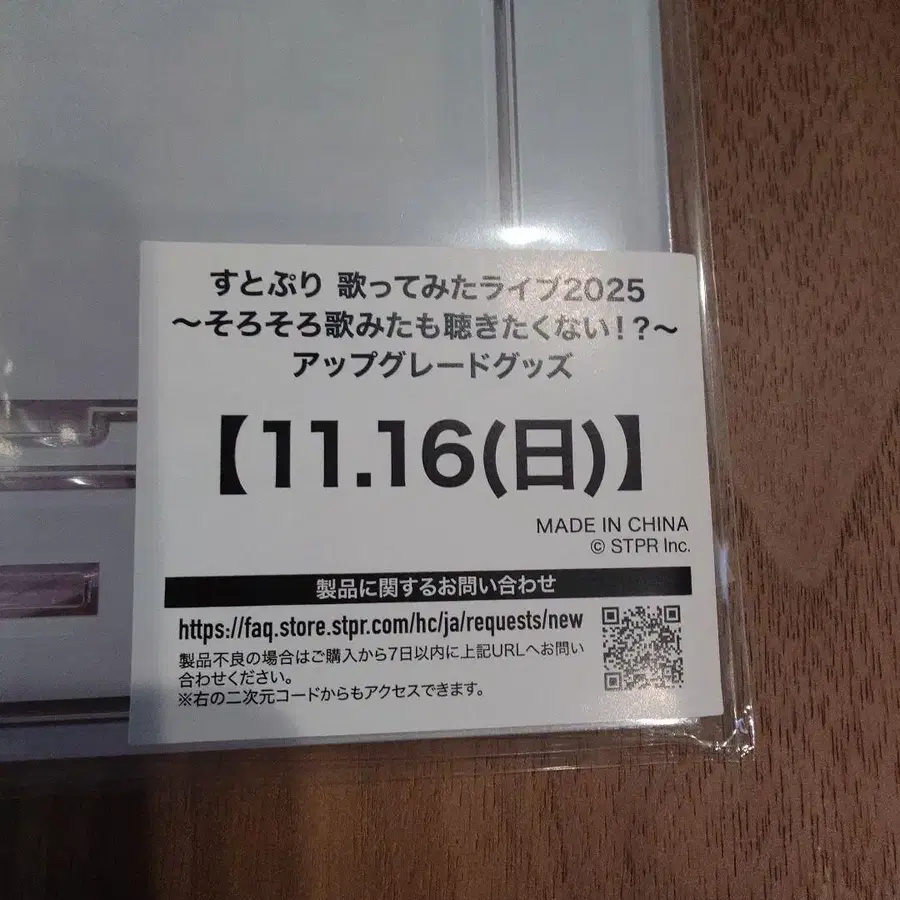 すとぷり 歌ってみたライブ2025
～そろそろ歌みたも聴きたくない！？～
アップグレードグッズ
【11.16(日)】
MADE IN CHINA
© STPR Inc.
製品に関するお問い合わせ
https://faq.store.stpr.com/hc/ja/requests/new
製品不良の場合はご購入から7日以内に上記URLへお問い
合わせください。
※右の二次元コードからもアクセスできます。